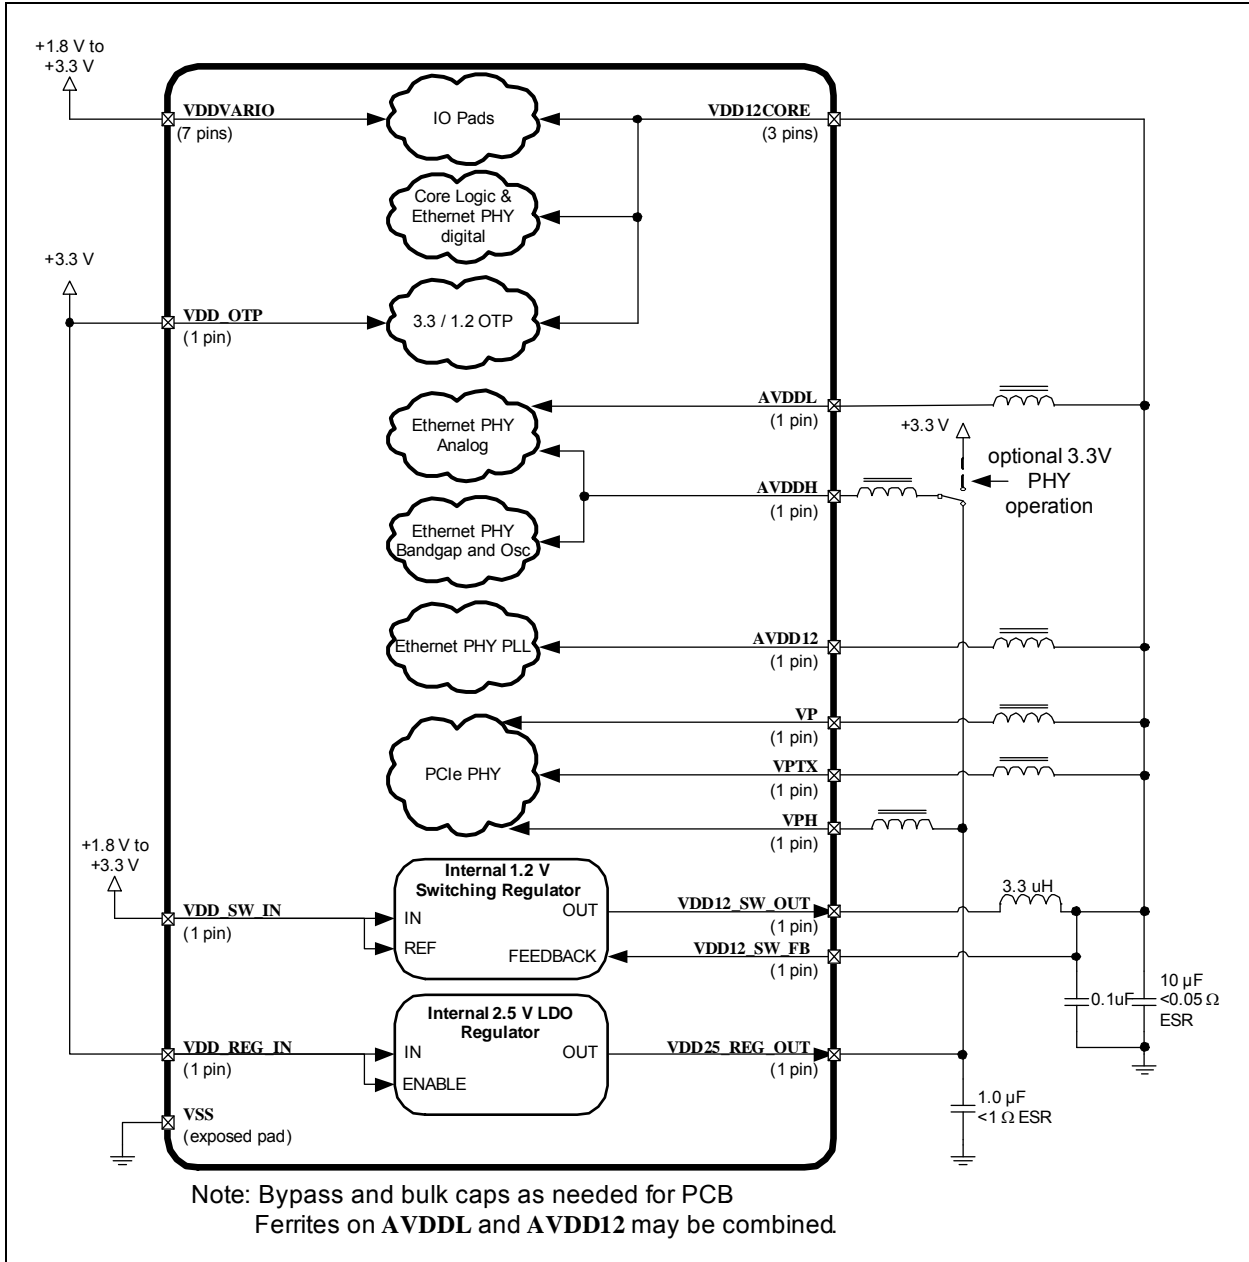 +1.8 V to
+3.3 V
VDDVARIO
(7 pins)
IO Pads
VDD12CORE
(3 pins)
Core Logic &
Ethernet PHY
digital
+3.3 V
VDD_OTP
(1 pin)
3.3 / 1.2 OTP
AVDDL
(1 pin)
Ethernet PHY
Analog
+3.3 V
optional 3.3V
PHY
operation
AVDDH
(1 pin)
Ethernet PHY
Bandgap and Osc
Ethernet PHY PLL
AVDD12
(1 pin)
VP
(1 pin)
PCIe PHY
VPTX
(1 pin)
VPH
(1 pin)
+1.8 V to
+3.3 V
Internal 1.2 V
Switching Regulator
VDD_SW_IN
(1 pin)
IN
REF
OUT
FEEDBACK
VDD12_SW_OUT
(1 pin)
3.3 uH
VDD12_SW_FB
(1 pin)
0.1uF
10 µF
<0.05 Ω
ESR
Internal 2.5 V LDO
Regulator
VDD_REG_IN
(1 pin)
IN
ENABLE
OUT
VDD25_REG_OUT
(1 pin)
1.0 µF
<1 Ω ESR
VSS
(exposed pad)
Note: Bypass and bulk caps as needed for PCB
Ferrites on AVDDL and AVDD12 may be combined.